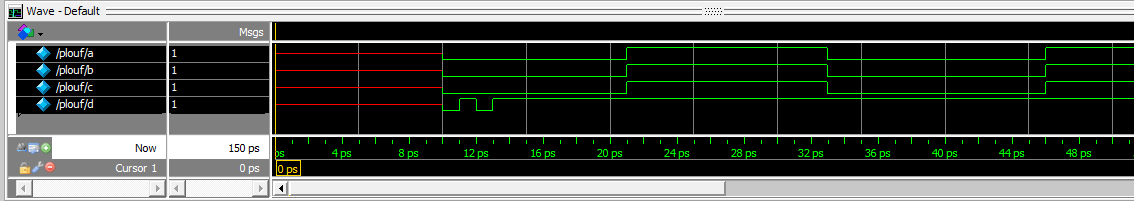 Wave - Default
Msgs
/plouf/a 1
/plouf/b 1
/plouf/c 1
/plouf/d 1
Now 150 ps ps 4 ps 8 ps 12 ps 16 ps 20 ps 24 ps 28 ps 32 ps 36 ps 40 ps 44 ps 48 ps
Cursor 1 0 ps 0 ps